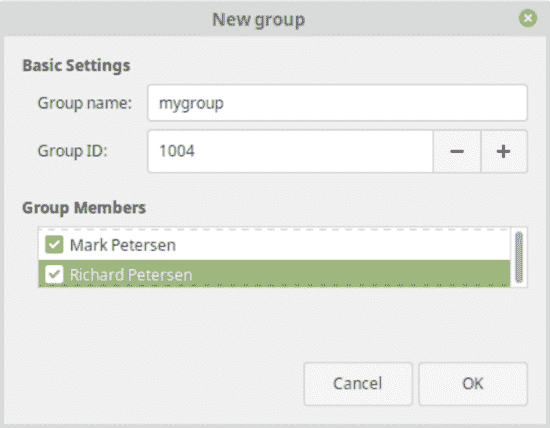 New group
Basic Settings
Group name: mygroup
Group ID: 1004
Group Members
Mark Petersen
Richard Petersen
Cancel OK